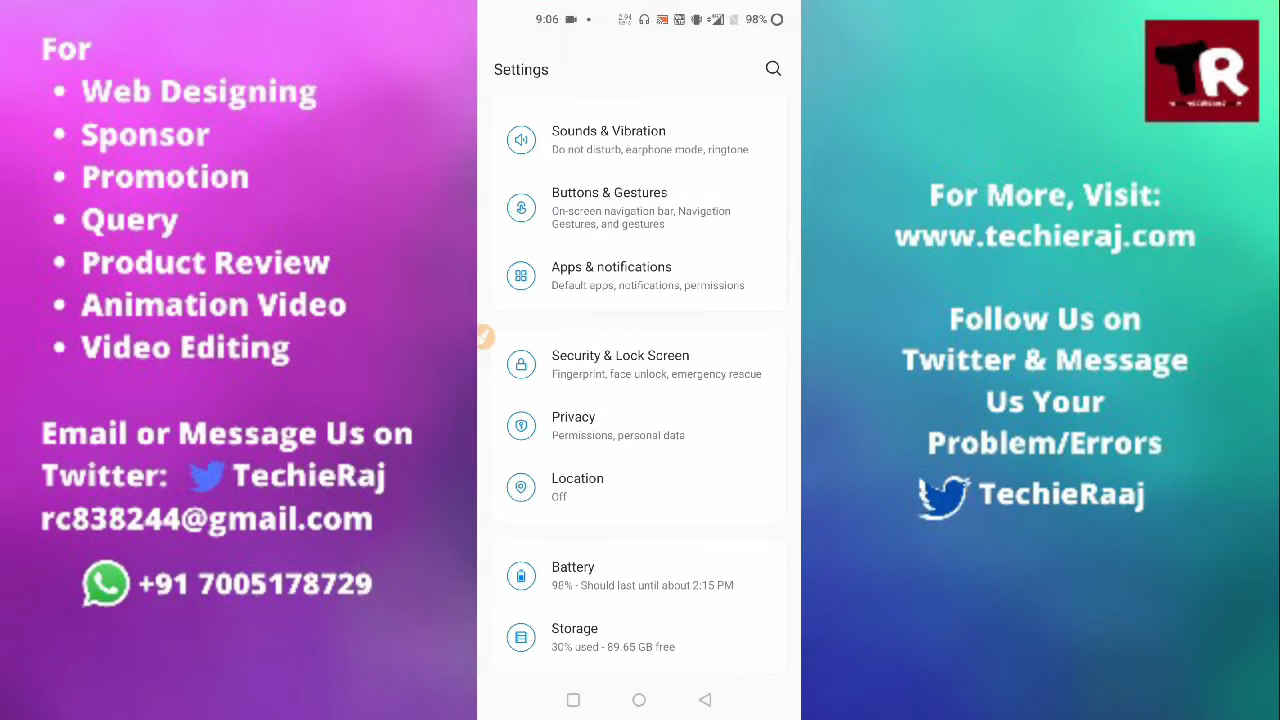 For
• Web Designing
• Sponsor
• Promotion
• Query
• Product Review
• Animation Video
• Video Editing
Email or Message Us on
Twitter: TechieRaj
rc838244@gmail.com
+91 7005178729
9:06
98%
Settings
Sounds & Vibration
Do not disturb, earphone mode, ringtone
Buttons & Gestures
On-screen navigation bar, Navigation
Gestures, and gestures
Apps & notifications
Default apps, notifications, permissions
Security & Lock Screen
Fingerprint, face unlock, emergency rescue
Privacy
Permissions, personal data
Location
Off
Battery
98% - Should last until about 2:15 PM
Storage
30% used - 89.65 GB free
TR
For More, Visit:
www.techieraj.com
Follow Us on
Twitter & Message
Us Your
Problem/Errors
TechieRaaj